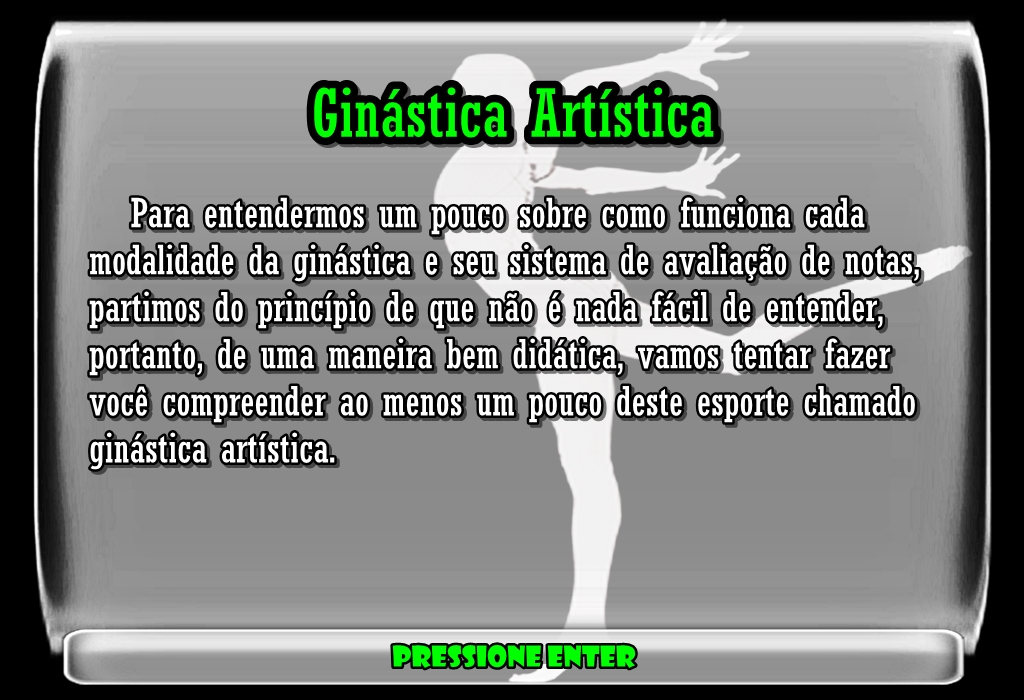 Ginástica Artística
Para entendermos um pouco sobre como funciona cada
modalidade da ginástica e seu sistema de avaliação de notas,
partimos do princípio de que não é nada fácil de entender,
portanto, de uma maneira bem didática, vamos tentar fazer
você compreender ao menos um pouco deste esporte chamado
ginástica artística.
PRESSIONE ENTER